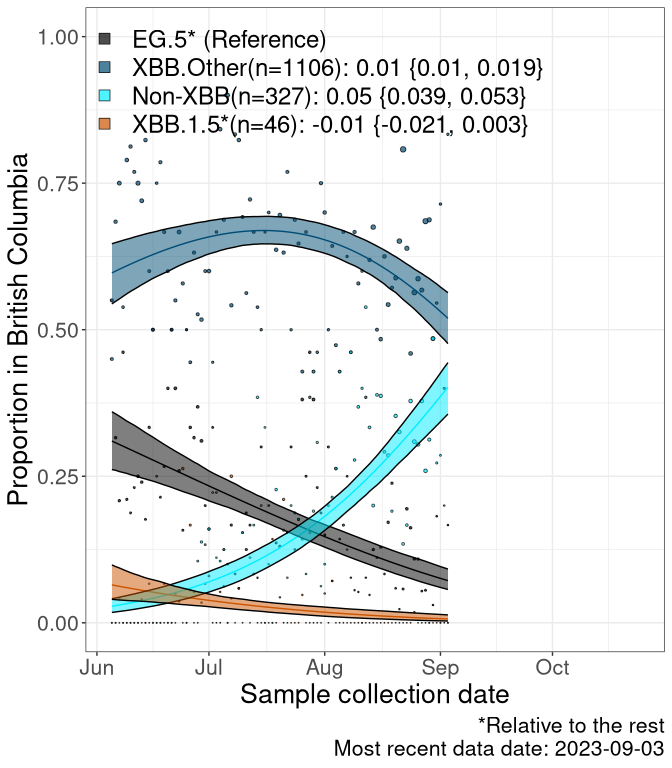 EG.5* (Reference)
XBB.Other(n=1106): 0.01 {0.01, 0.019}
Non-XBB(n=327): 0.05 {0.039, 0.053}
XBB.1.5*(n=46): -0.01 {-0.021, 0.003}
Proportion in British Columbia
1.00
0.75
0.50
0.25
0.00
Jun Jul Aug Sep Oct
Sample collection date
*Relative to the rest
Most recent data date: 2023-09-03